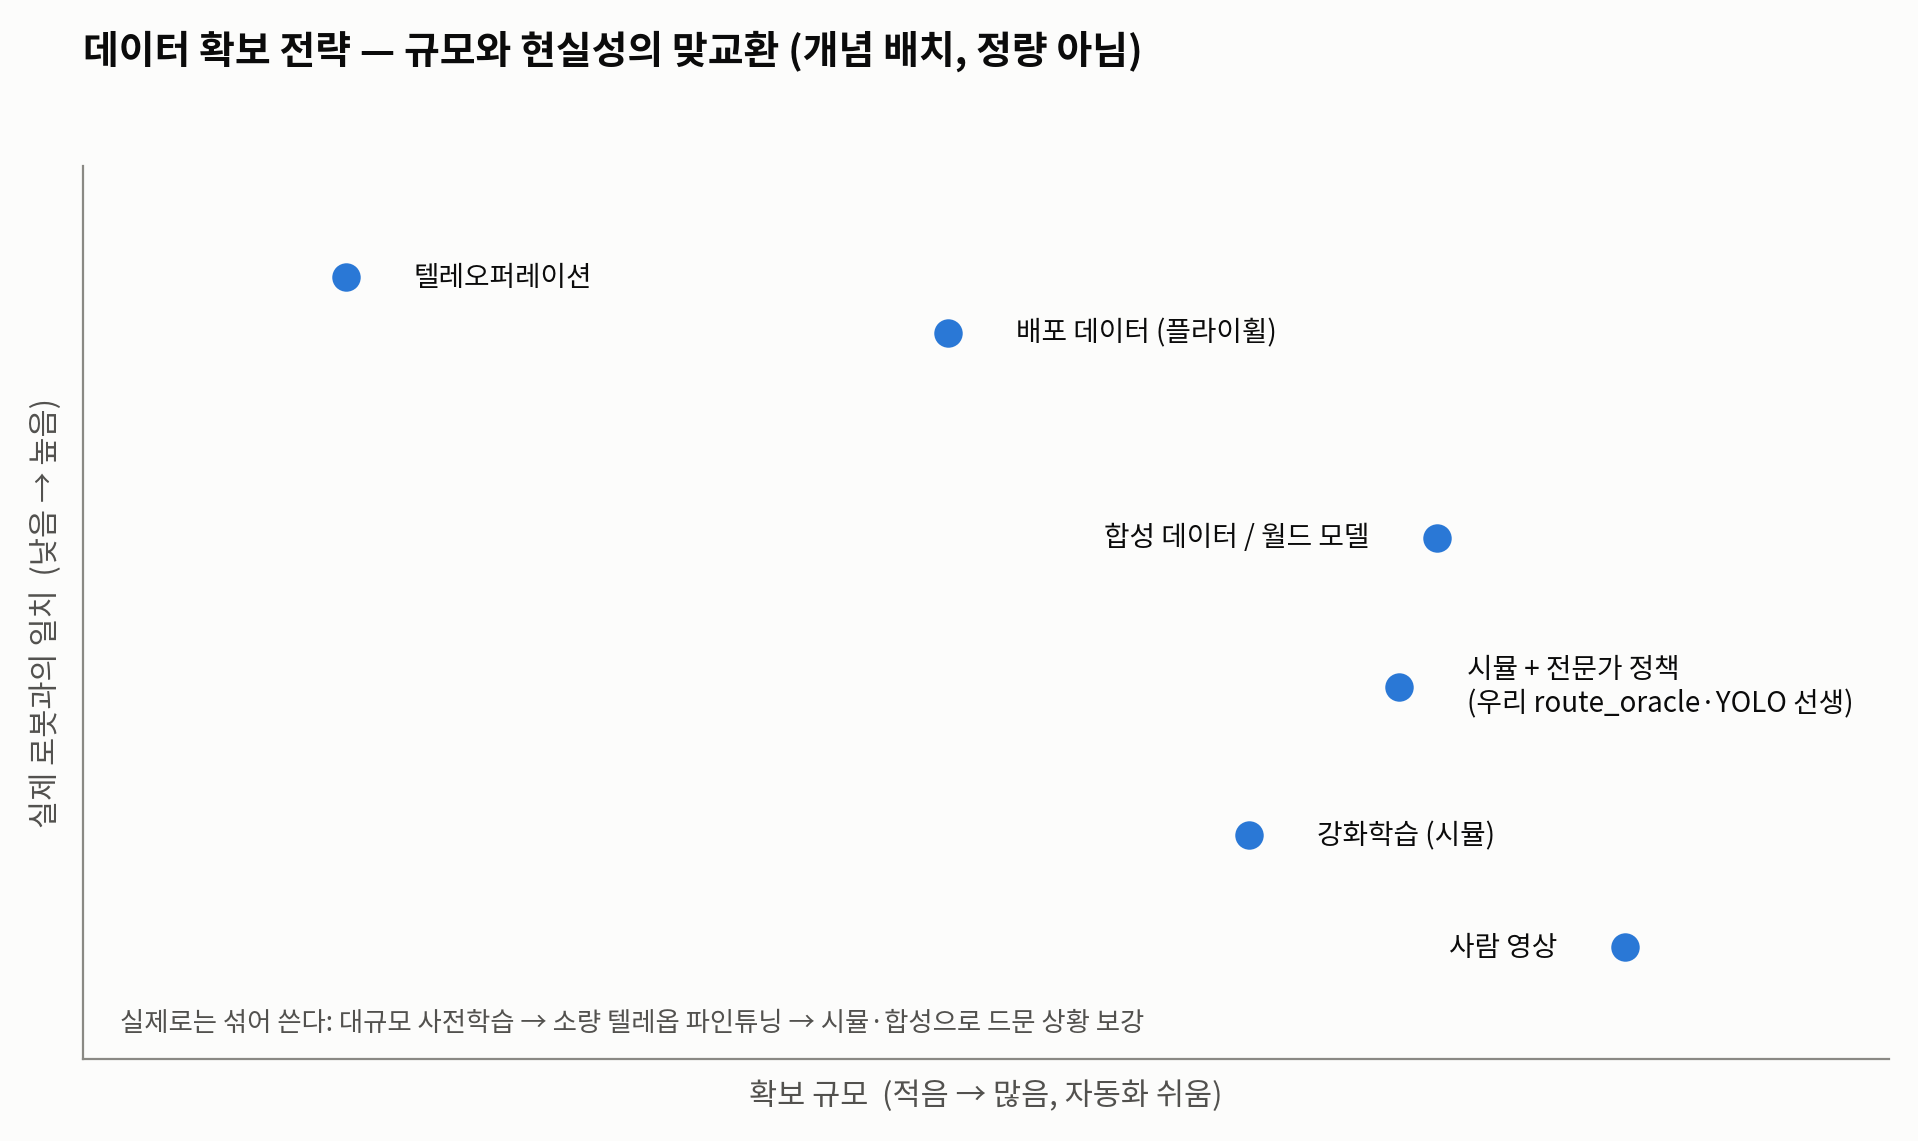 데이터 확보 전략 — 규모와 현실성의 맞교환 (개념 배치, 정량 아님)
실제 로봇과의 일치 (낮음 → 높음)
텔레오퍼레이션
배포 데이터 (플라이휠)
합성 데이터 / 월드 모델
시뮬 + 전문가 정책
(우리 route_oracle·YOLO 선생)
강화학습 (시뮬)
사람 영상
실제로는 섞어 쓴다: 대규모 사전학습 → 소량 텔레옵 파인튜닝 → 시뮬·합성으로 드문 상황 보강
확보 규모 (적음 → 많음, 자동화 쉬움)